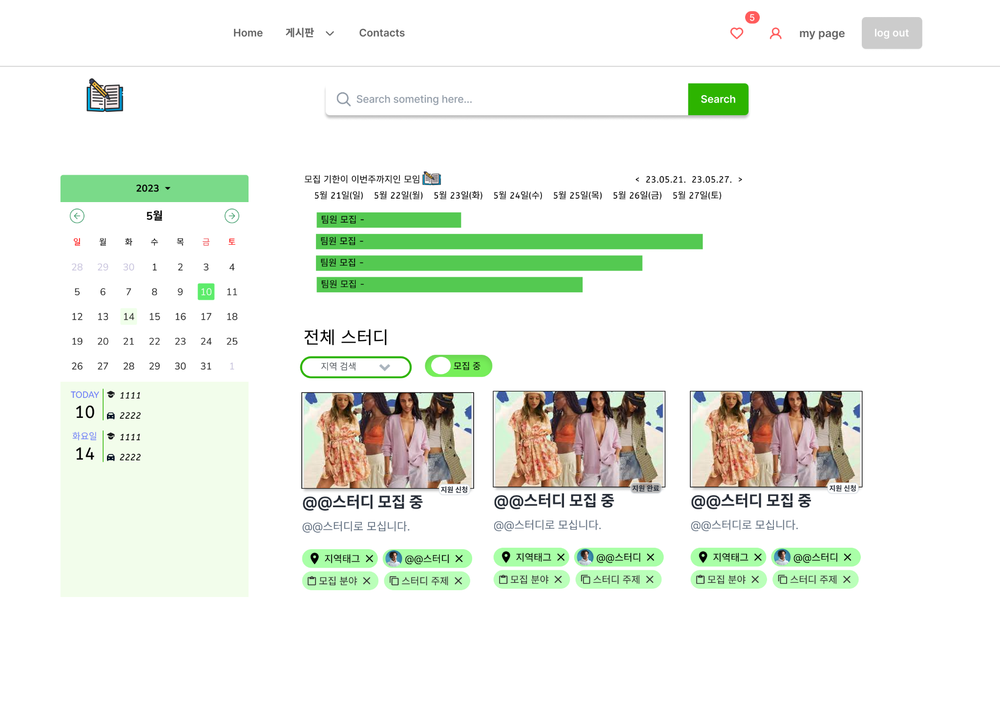 5
Home 게시판 Contacts my page log out
Search someting here... Search
2023
5월
일 월 화 수 목 금 토
28 29 30 1 2 3 4
5 6 7 8 9 10 11
12 13 14 15 16 17 18
19 20 21 22 23 24 25
26 27 28 29 30 31 1
TODAY
10
1111
2222
화요일
14
1111
2222
모집 기한이 이번주까지인 모임 < 23.05.21. 23.05.27. >
5월 21일(일) 5월 22일(월) 5월 23일(화) 5월 24일(수) 5월 25일(목) 5월 26일(금) 5월 27일(토)
팀원 모집 -
팀원 모집 -
팀원 모집 -
팀원 모집 -
전체 스터디
지역 검색 모집 중
지원 신청
@@스터디 모집 중
@@스터디로 모십니다.
지역태그 @@스터디
모집 분야 스터디 주제
지원 완료
@@스터디 모집 중
@@스터디로 모십니다.
지역태그 @@스터디
모집 분야 스터디 주제
지원 신청
@@스터디 모집 중
@@스터디로 모십니다.
지역태그 @@스터디
모집 분야 스터디 주제